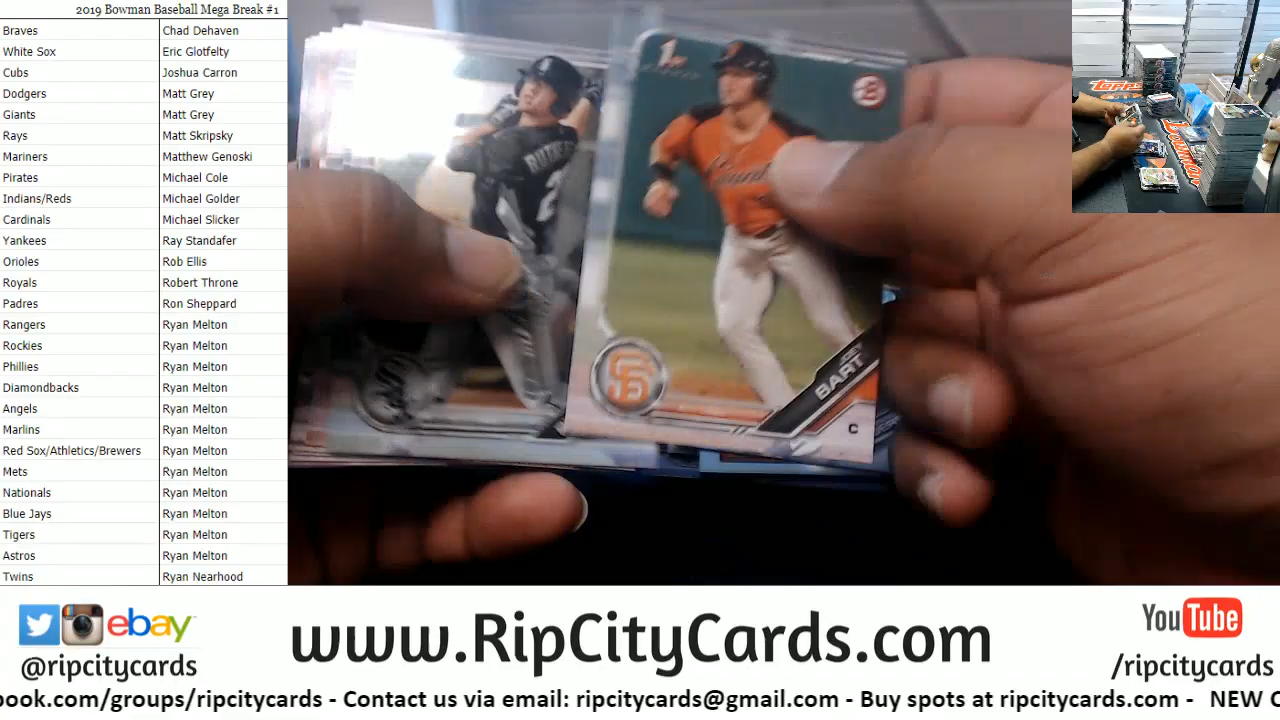 2019 Bowman Baseball Mega Break #1
Braves Chad Dehaven
White Sox Eric Glotfelty
Cubs Joshua Carron
Dodgers Matt Grey
Giants Matt Grey
Rays Matt Skripsky
Mariners Matthew Genoski
Pirates Michael Cole
Indians/Reds Michael Golder
Cardinals Michael Slicker
Yankees Ray Standafer
Orioles Rob Ellis
Royals Robert Throne
Padres Ron Sheppard
Rangers Ryan Melton
Rockies Ryan Melton
Phillies Ryan Melton
Diamondbacks Ryan Melton
Angels Ryan Melton
Marlins Ryan Melton
Red Sox/Athletics/Brewers Ryan Melton
Mets Ryan Melton
Nationals Ryan Melton
Blue Jays Ryan Melton
Tigers Ryan Melton
Astros Ryan Melton
Twins Ryan Nearhood
1st
B
2
SF
JOEY
BART
C
topps
Bowman
ebay
@ripcitycards
www.RipCityCards.com
YouTube
/ripcitycards
book.com/groups/ripcitycards - Contact us via email: ripcitycards@gmail.com - Buy spots at ripcitycards.com - NEW